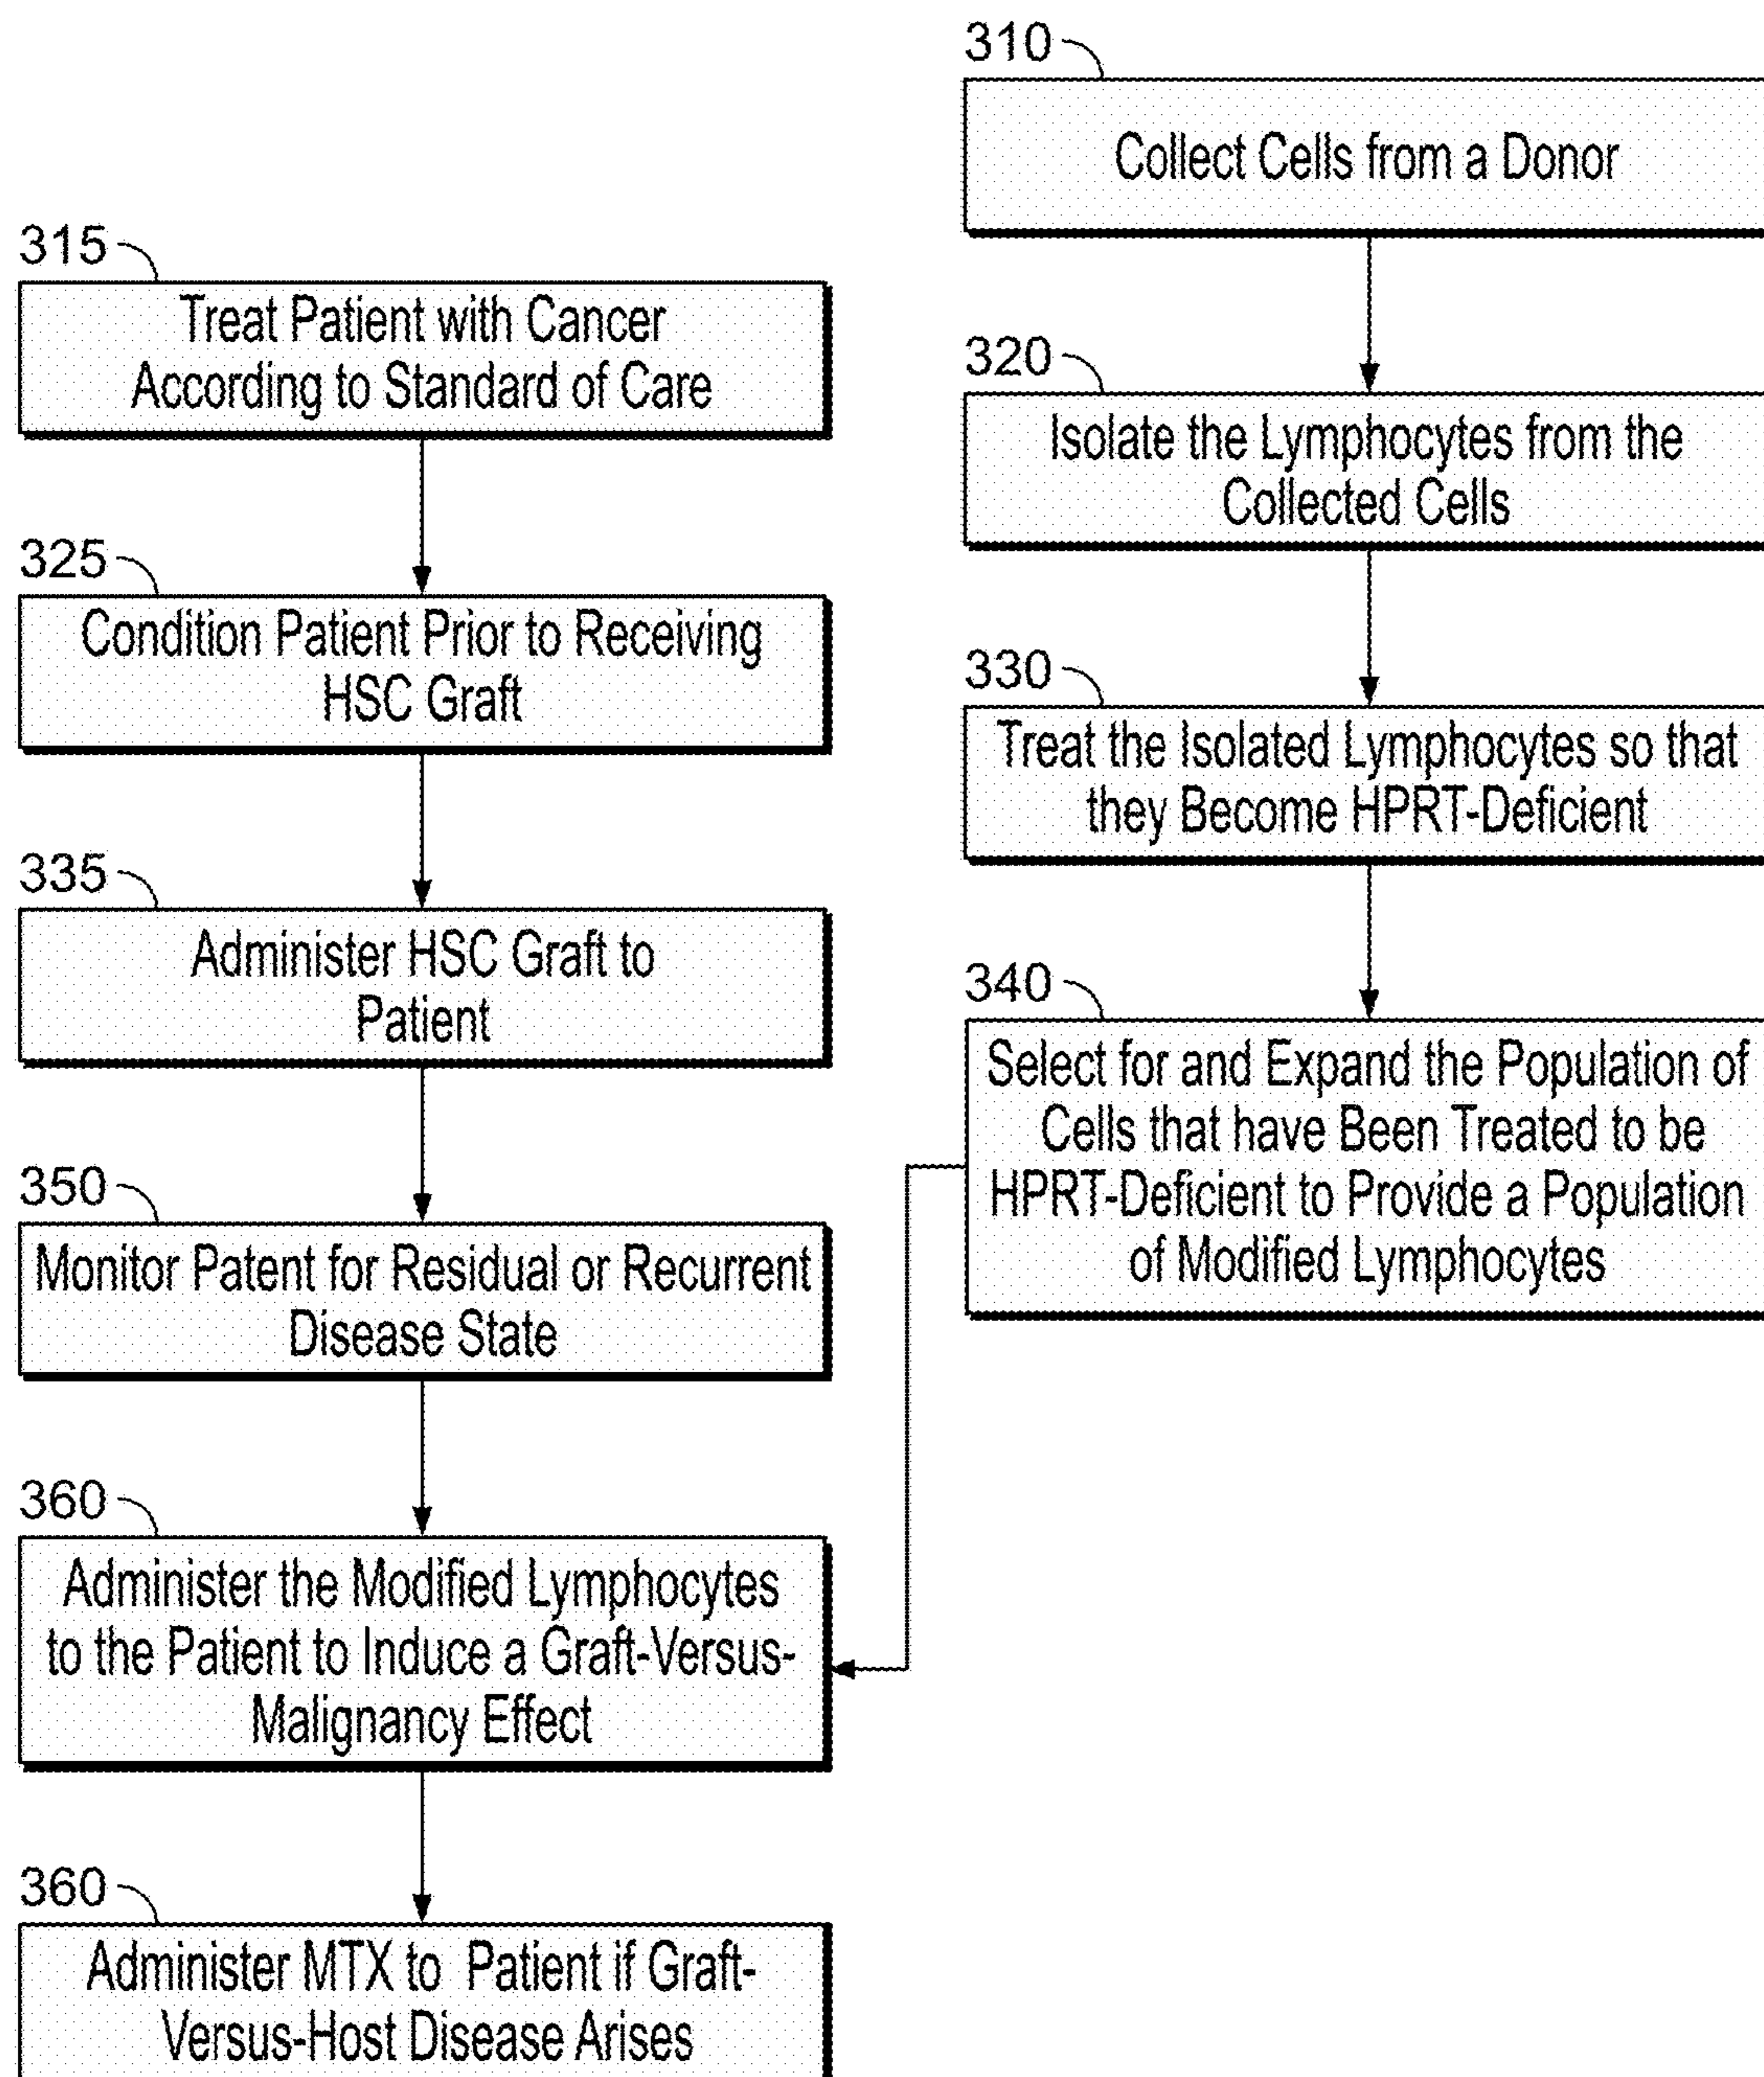 315
Treat Patient with Cancer
According to Standard of Care
325
Condition Patient Prior to Receiving
HSC Graft
335
Administer HSC Graft to
Patient
350
Monitor Patent for Residual or Recurrent
Disease State
360
Administer the Modified Lymphocytes
to the Patient to Induce a Graft-Versus-
Malignancy Effect
360
Administer MTX to Patient if Graft-
Versus-Host Disease Arises
310
Collect Cells from a Donor
320
Isolate the Lymphocytes from the
Collected Cells
330
Treat the Isolated Lymphocytes so that
they Become HPRT-Deficient
340
Select for and Expand the Population of
Cells that have Been Treated to be
HPRT-Deficient to Provide a Population
of Modified Lymphocytes